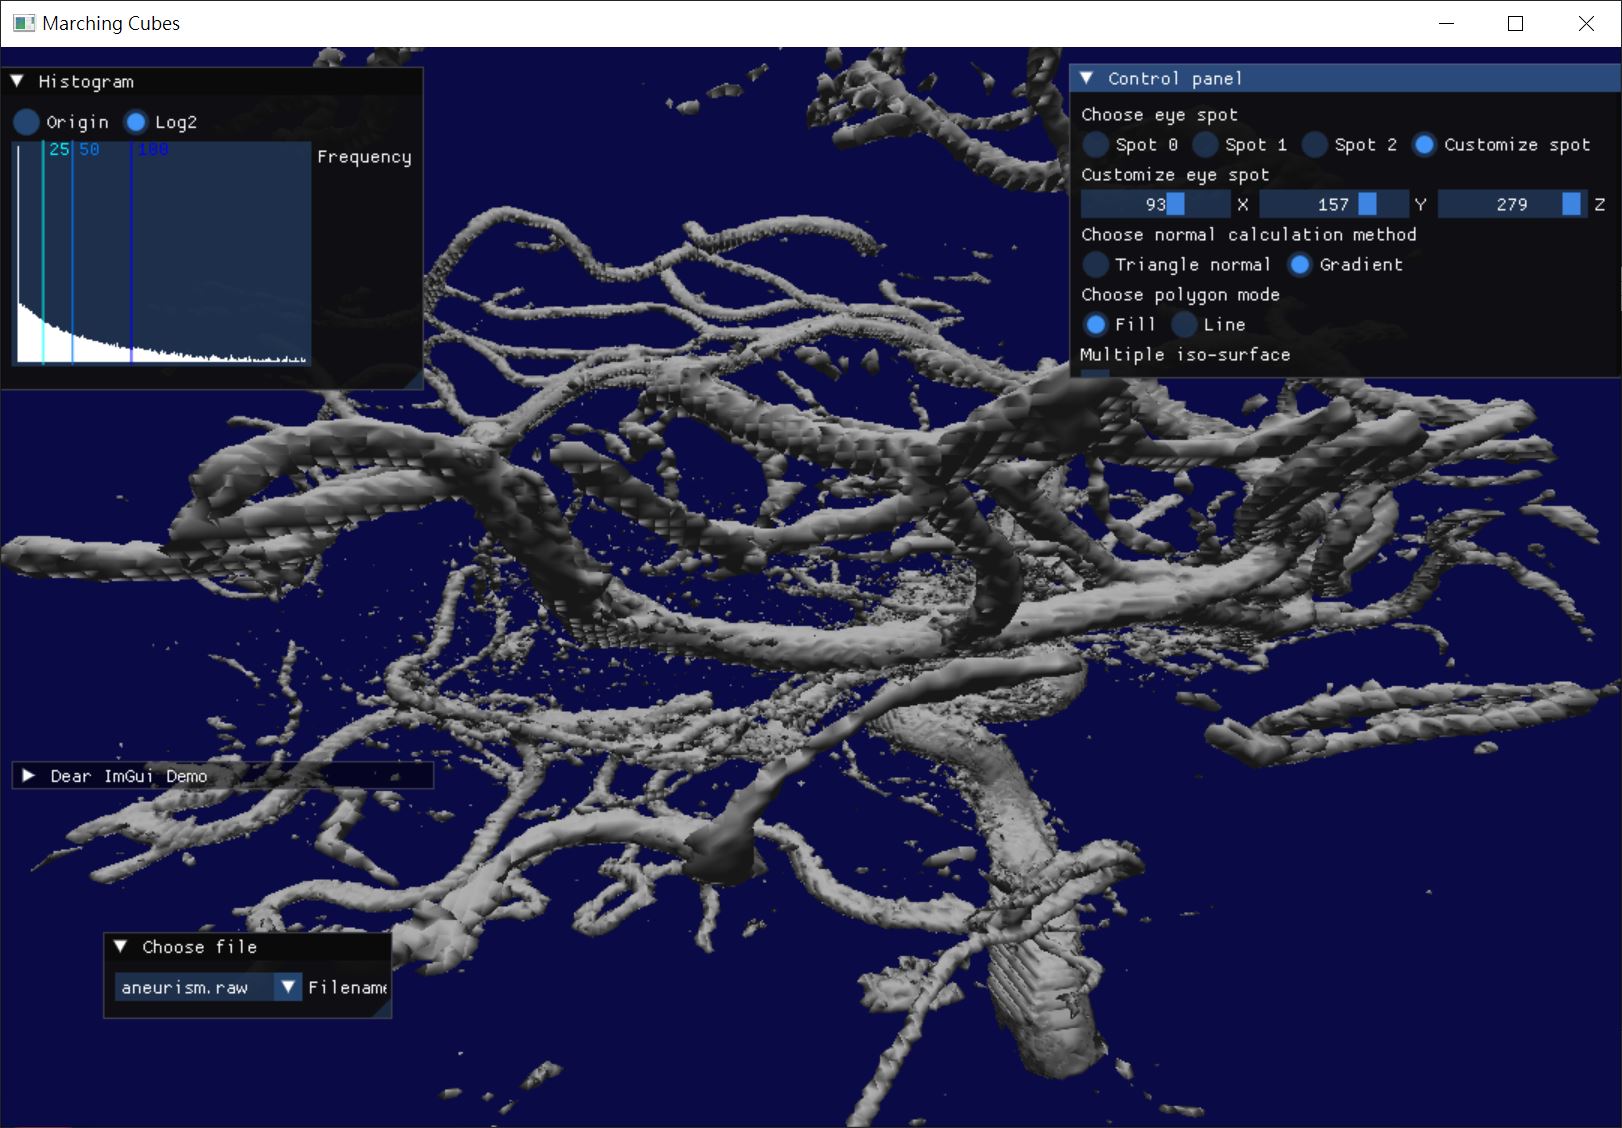 Marching Cubes
Histogram
Origin Log2
25 50 100
Frequency
Control panel
Choose eye spot
Spot 0 Spot 1 Spot 2 Customize spot
Customize eye spot
93 X 157 Y 279 Z
Choose normal calculation method
Triangle normal Gradient
Choose polygon mode
Fill Line
Multiple iso-surface
Dear ImGui Demo
Choose file
aneurism.raw Filename